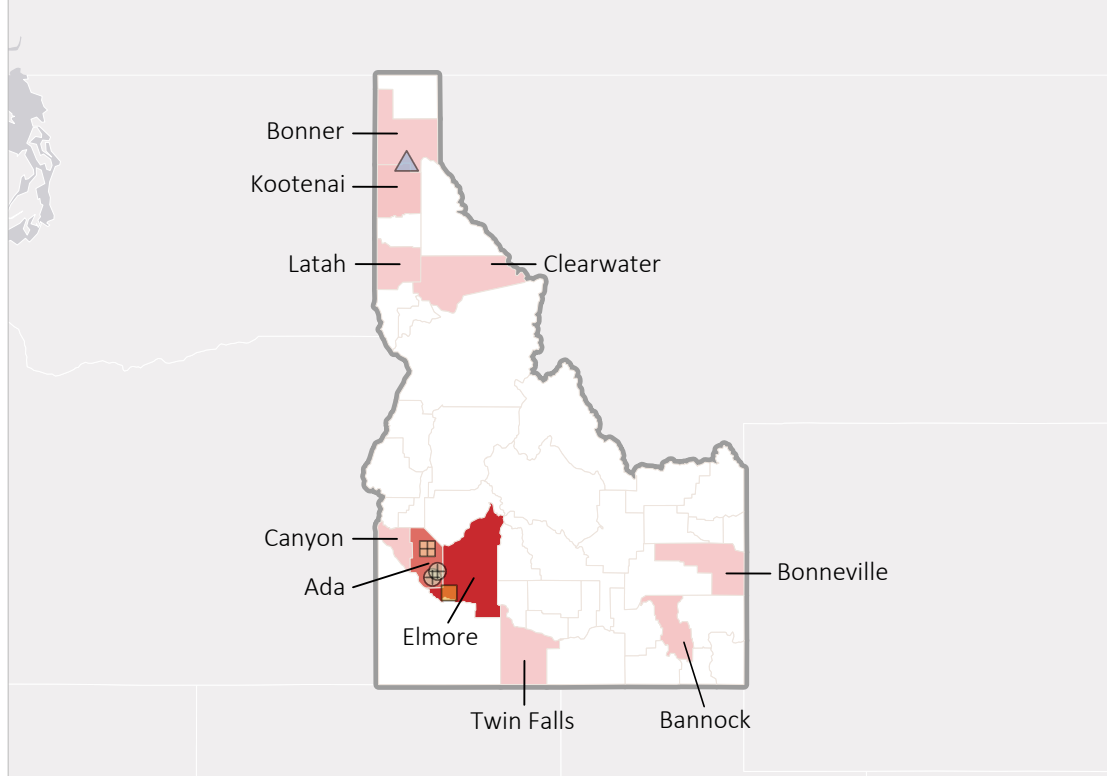 Bonner
Kootenai
Latah
Clearwater
Canyon
Ada
Bonneville
Elmore
Twin Falls
Bannock